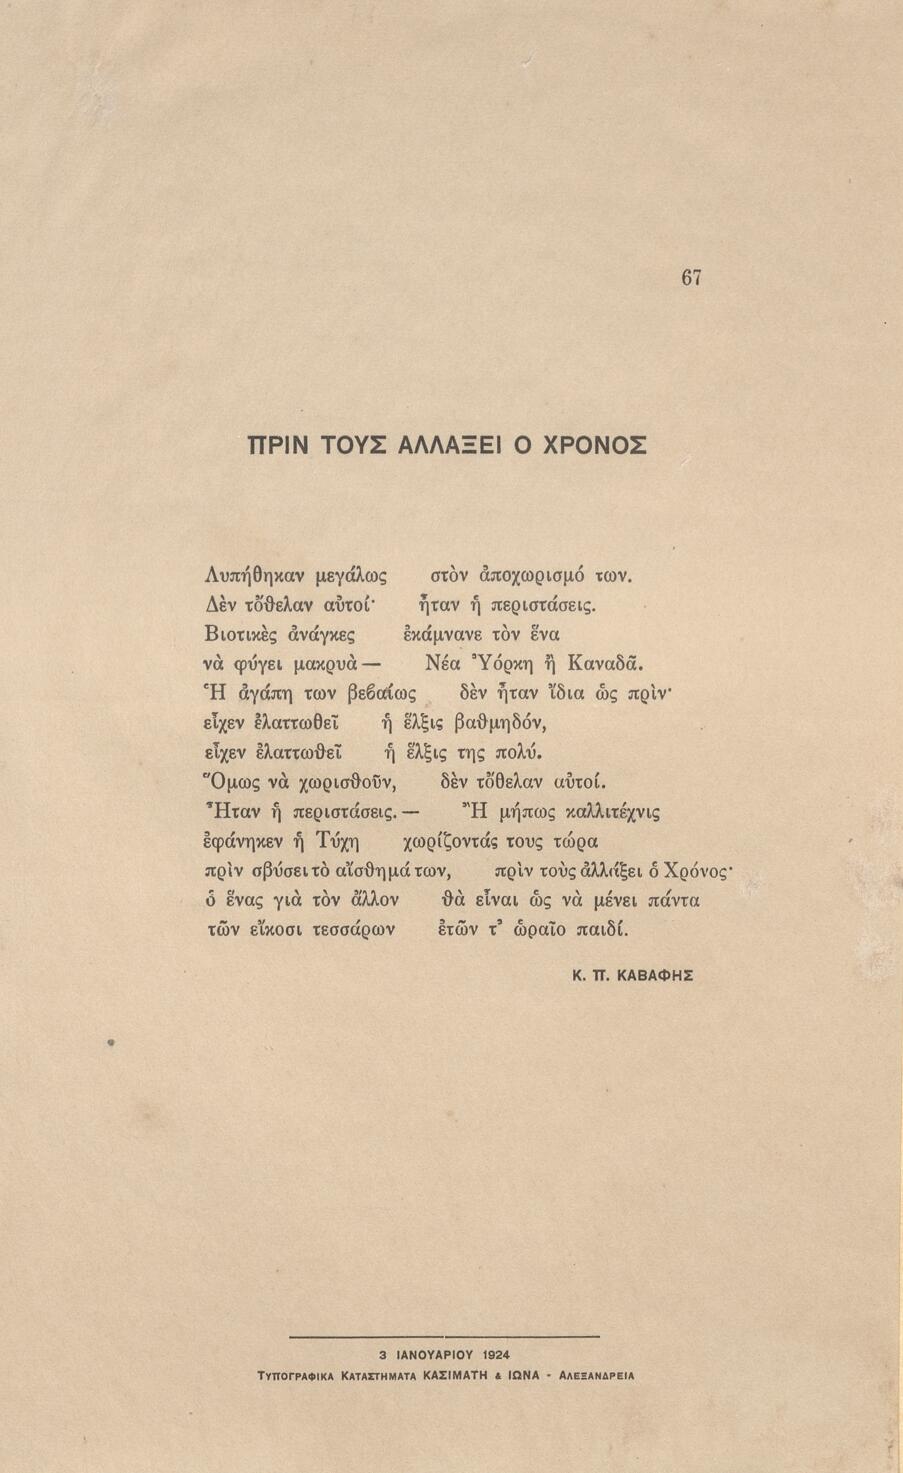 67
ΠΡΙΝ ΤΟΥΣ ΑΛΛΑΞΕΙ Ο ΧΡΟΝΟΣ
Λυπήθηκαν μεγάλως στὸν ἀποχωρισμό των.
Δὲν τὄθελαν αὐτοί· ἦταν ἡ περιστάσεις.
Βιοτικὲς ἀνάγκες ἐκάμνανε τὸν ἕνα
νὰ φύγει μακρυὰ — Νέα Ὑόρκη ἢ Καναδᾶ.
Ἡ ἀγάπη των βεβαίως δὲν ἦταν ἴδια ὡς πρὶν·
εἶχεν ἐλαττωθεῖ ἡ ἕλξις βαθμηδόν,
εἶχεν ἐλαττωθεῖ ἡ ἕλξις της πολύ.
Ὅμως νὰ χωρισθοῦν, δὲν τὄθελαν αὐτοί.
Ἦταν ἡ περιστάσεις. — Ἢ μήπως καλλιτέχνις
ἐφάνηκεν ἡ Τύχη χωρίζοντάς τους τώρα
πρὶν σβύσει τὸ αἴσθημά των, πρὶν τοὺς ἀλλάξει ὁ Χρόνος·
ὁ ἕνας γιὰ τὸν ἄλλον θὰ εἶναι ὡς νὰ μένει πάντα
τῶν εἴκοσι τεσσάρων ἐτῶν τ᾽ ὡραῖο παιδί.
Κ. Π. ΚΑΒΑΦΗΣ
3 ΙΑΝΟΥΑΡΙΟΥ 1924
ΤΥΠΟΓΡΑΦΙΚΑ ΚΑΤΑΣΤΗΜΑΤΑ ΚΑΣΙΜΑΤΗ & ΙΩΝΑ - ΑΛΕΞΑΝΔΡΕΙΑ